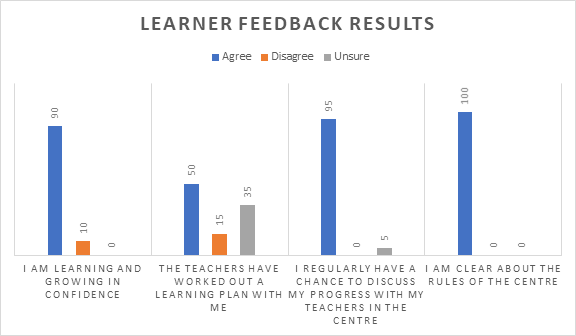 LEARNER FEEDBACK RESULTS
Agree Disagree Unsure
90
10
0
50
15
35
95
0
5
100
0
0
I AM LEARNING AND
GROWING IN
CONFIDENCE
THE TEACHERS HAVE
WORKED OUT A
LEARNING PLAN WITH
ME
I REGULARLY HAVE A
CHANCE TO DISCUSS
MY PROGRESS WITH MY
TEACHERS IN THE
CENTRE
I AM CLEAR ABOUT THE
RULES OF THE CENTRE